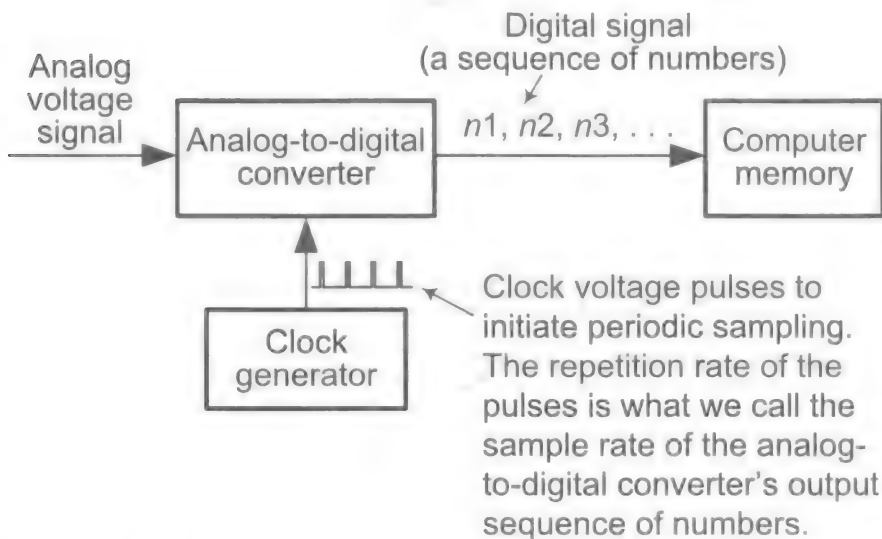 Digital signal
(a sequence of numbers)
Analog
voltage
signal
Analog-to-digital
converter
n1, n2, n3, . . .
Computer
memory
Clock
generator
Clock voltage pulses to
initiate periodic sampling.
The repetition rate of the
pulses is what we call the
sample rate of the analog-
to-digital converter's output
sequence of numbers.